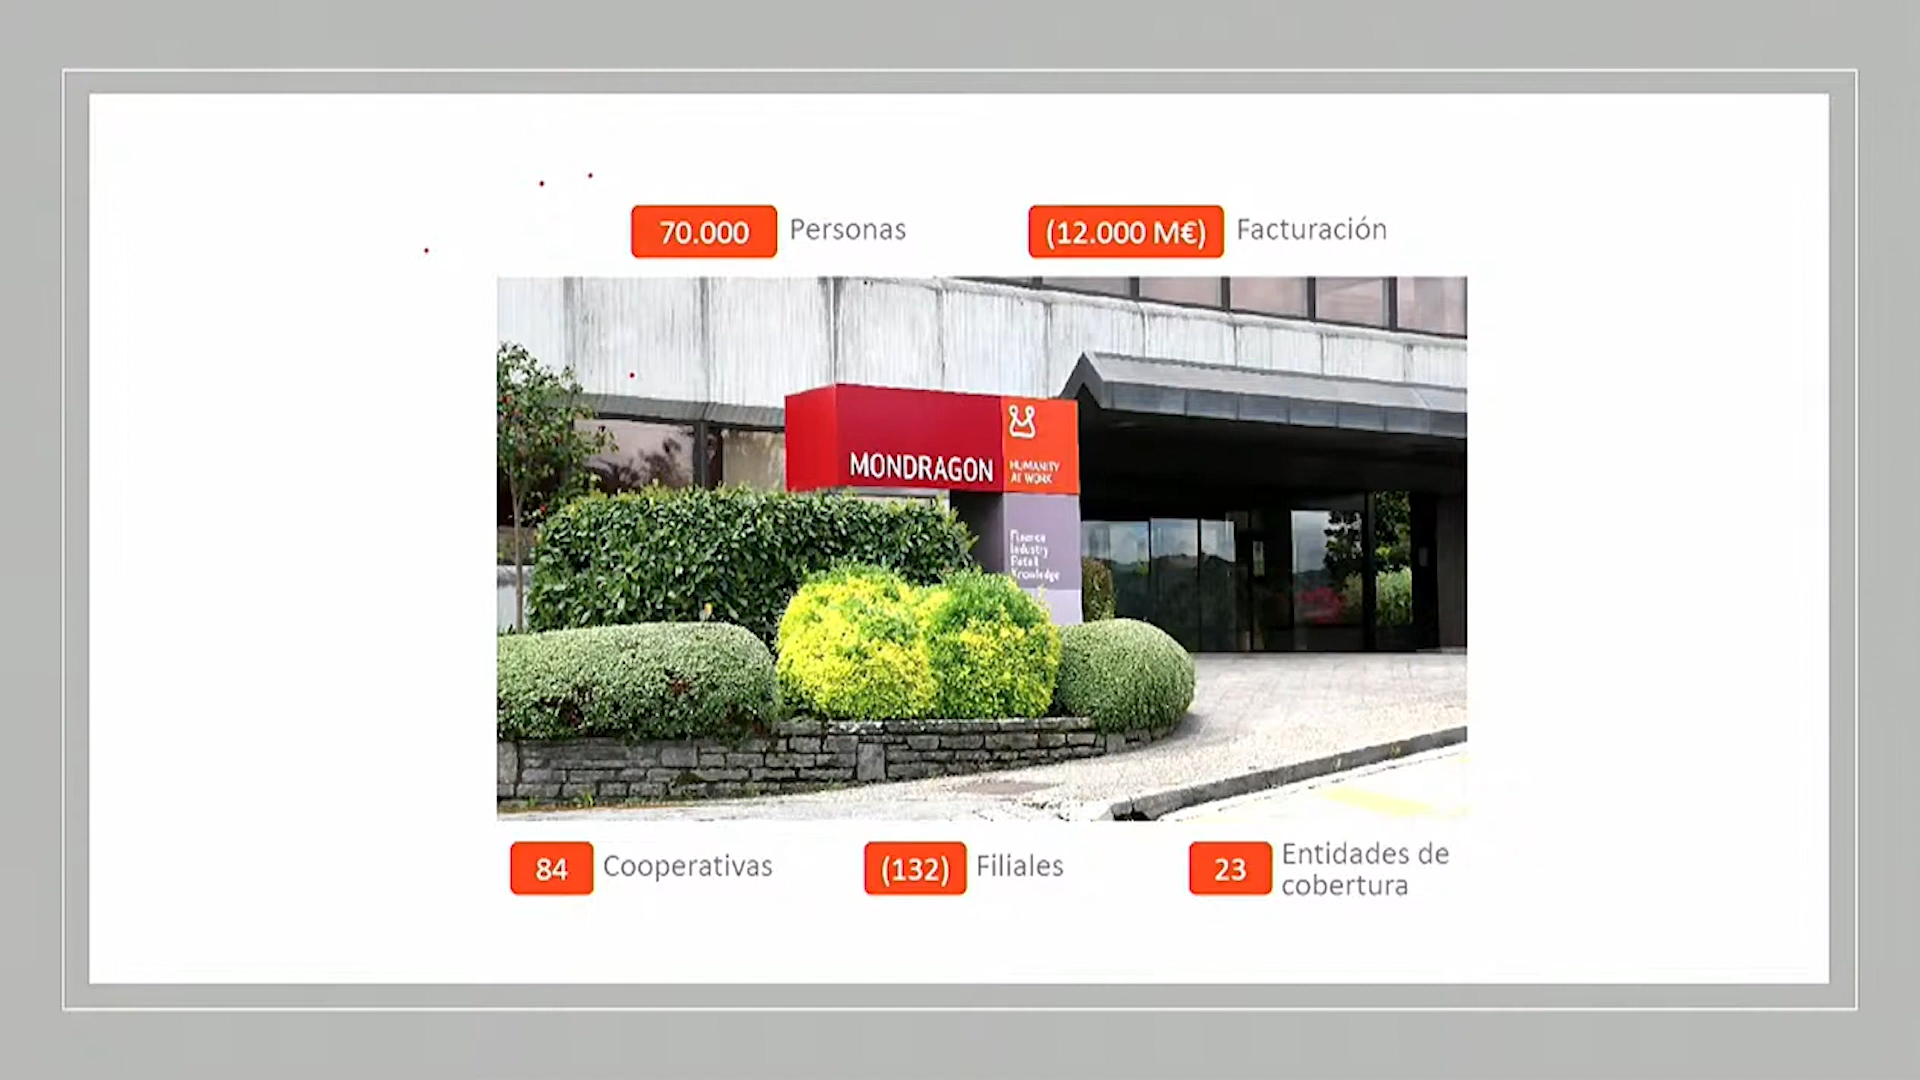 70.000 Personas
(12.000 M€) Facturación
MONDRAGON
HUMANITY
AT WORK
Finance
Industry
Retail
Knowledge
84 Cooperativas
(132) Filiales
23 Entidades de
cobertura